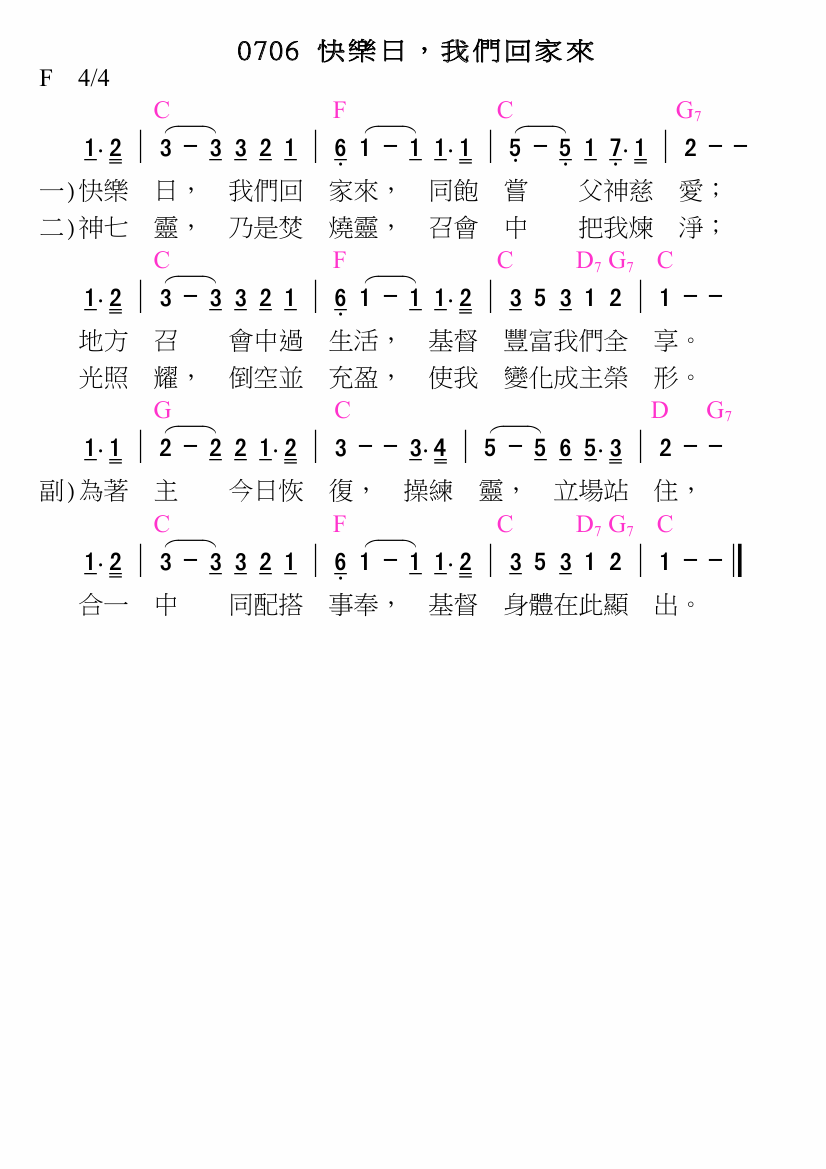 0706 快樂日，我們回家來
F 4/4
C F C G7
1·2 | 3 - 3 3 2 1 | 6 1 - 1 1·1 | 5 - 5 1 7·1 | 2 - -
一)快樂 日， 我們回 家來， 同飽 嘗 父神慈 愛；
二)神七 靈， 乃是焚 燒靈， 召會 中 把我煉 淨；
C F C D7 G7 C
1·2 | 3 - 3 3 2 1 | 6 1 - 1 1·2 | 3 5 3 1 2 | 1 - -
地方 召 會中過 生活， 基督 豐富我們全 享。
光照 耀， 倒空並 充盈， 使我 變化成主榮 形。
G C D G7
1·1 | 2 - 2 2 1·2 | 3 - - 3·4 | 5 - 5 6 5·3 | 2 - -
副)為著 主 今日恢 復， 操練 靈， 立場站 住，
C F C D7 G7 C
1·2 | 3 - 3 3 2 1 | 6 1 - 1 1·2 | 3 5 3 1 2 | 1 - - ‖
合一 中 同配搭 事奉， 基督 身體在此顯 出。